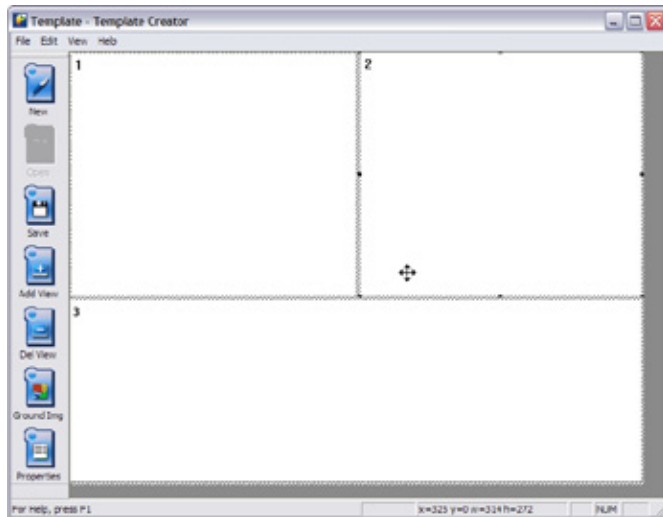 Template - Template Creator
File Edit View Help
1
2
New
Open
Save
Add View
Del View
Ground Img
Properties
3
For Help, press F1
x=325 y=0 w=314 h=272
NUM